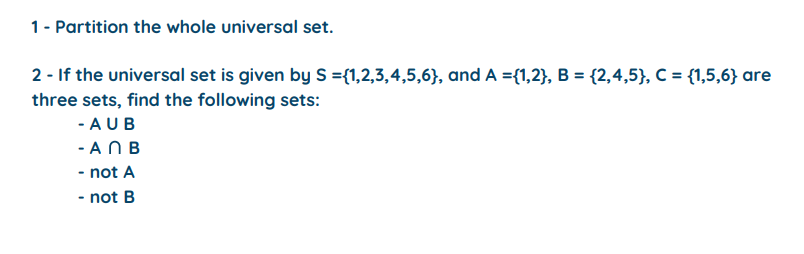 1 - Partition the whole universal set.
2 - If the universal set is given by S ={1,2,3,4,5,6}, and A ={1,2}, B = {2,4,5}, C = {1,5,6} are
three sets, find the following sets:
- A U B
- A ∩ B
- not A
- not B